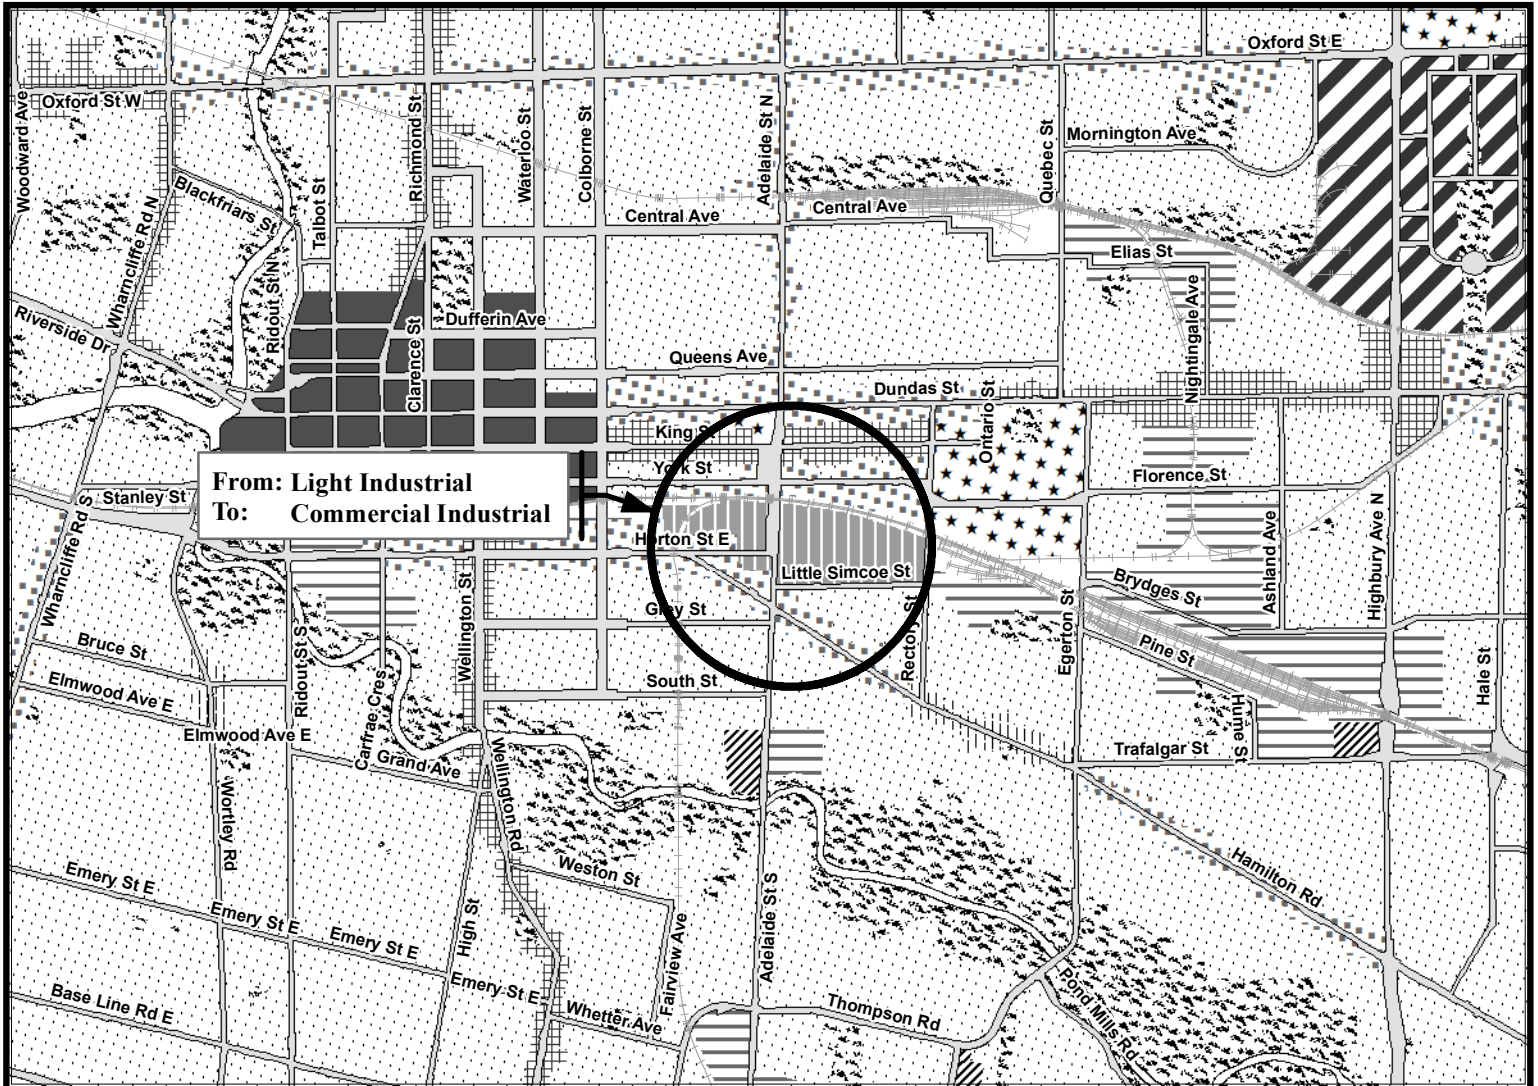 Oxford St E
Oxford St W
Woodward Ave
Richmond St
Waterloo St
Colborne St
Adelaide St N
Quebec St
Mornington Ave
Blackfriars St
Talbot St
Wharncliffe Rd N
Central Ave
Central Ave
Elias St
Ridout St N
Riverside Dr
Dufferin Ave
Clarence St
Nightingale Ave
Queens Ave
Dundas St
Ontario St
King St
York St
Florence St
From: Light Industrial
To: Commercial Industrial
Stanley St
Wharncliffe Rd S
Horton St E
Little Simcoe St
Ashland Ave
Highbury Ave N
Brydges St
Wellington St
Grey St
Rectory St
Egerton St
Pine St
Bruce St
Ridout St S
Carfrae Cres
South St
Hale St
Elmwood Ave E
Elmwood Ave E
Hume St
Trafalgar St
Grand Ave
Wellington Rd
Wortley Rd
Weston St
Hamilton Rd
Emery St E
Emery St E
Emery St E
Emery St E
High St
Fairview Ave
Adelaide St S
Base Line Rd E
Whetter Ave
Thompson Rd
Pond Mills Rd